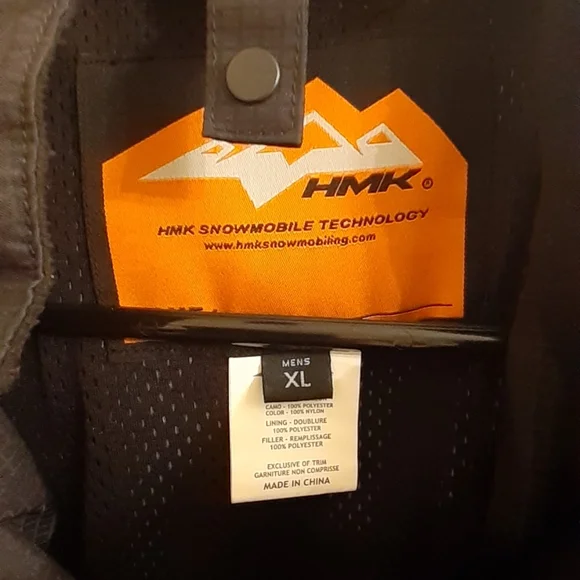 HMK
HMK SNOWMOBILE TECHNOLOGY
www.hmksnowmobiling.com
MENS
XL
CAMO - 100% POLYESTER
COLOR - 100% NYLON
LINING - DOUBLURE
100% POLYESTER
FILLER - REMPLISSAGE
100% POLYESTER
EXCLUSIVE OF TRIM
GARNITURE NON COMPRISE
MADE IN CHINA